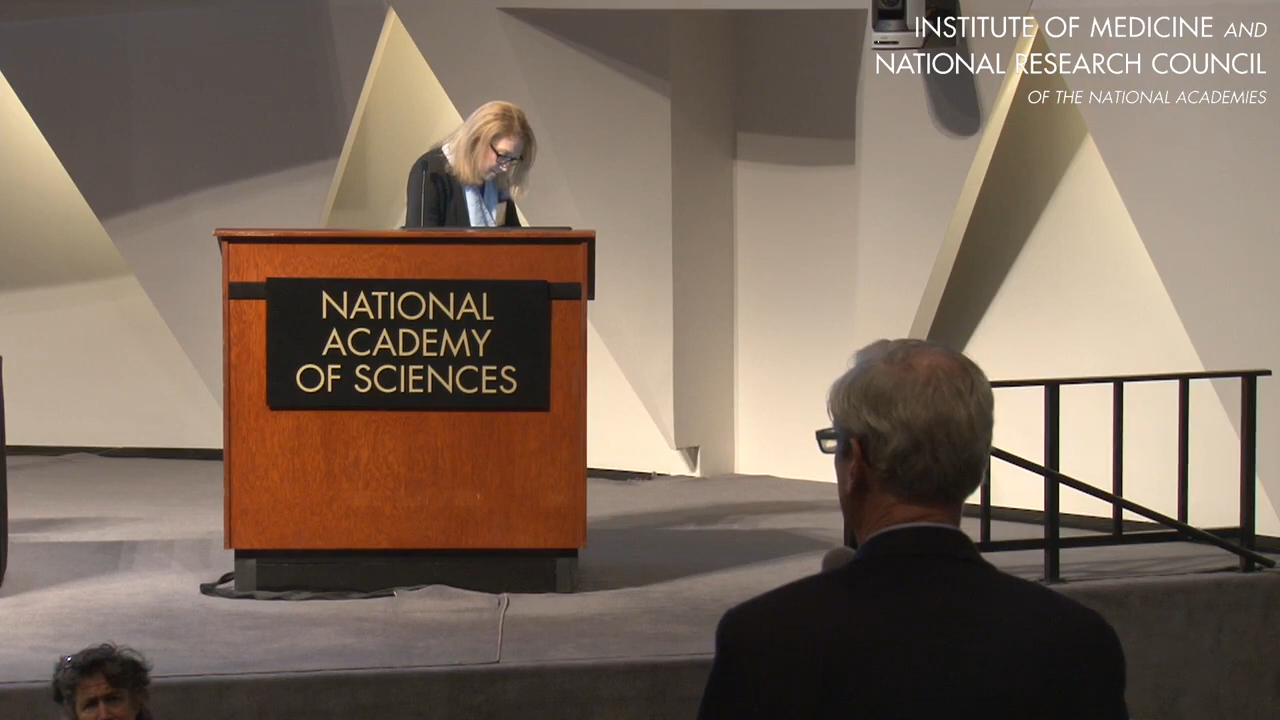 INSTITUTE OF MEDICINE AND
NATIONAL RESEARCH COUNCIL
OF THE NATIONAL ACADEMIES
NATIONAL
ACADEMY
OF SCIENCES